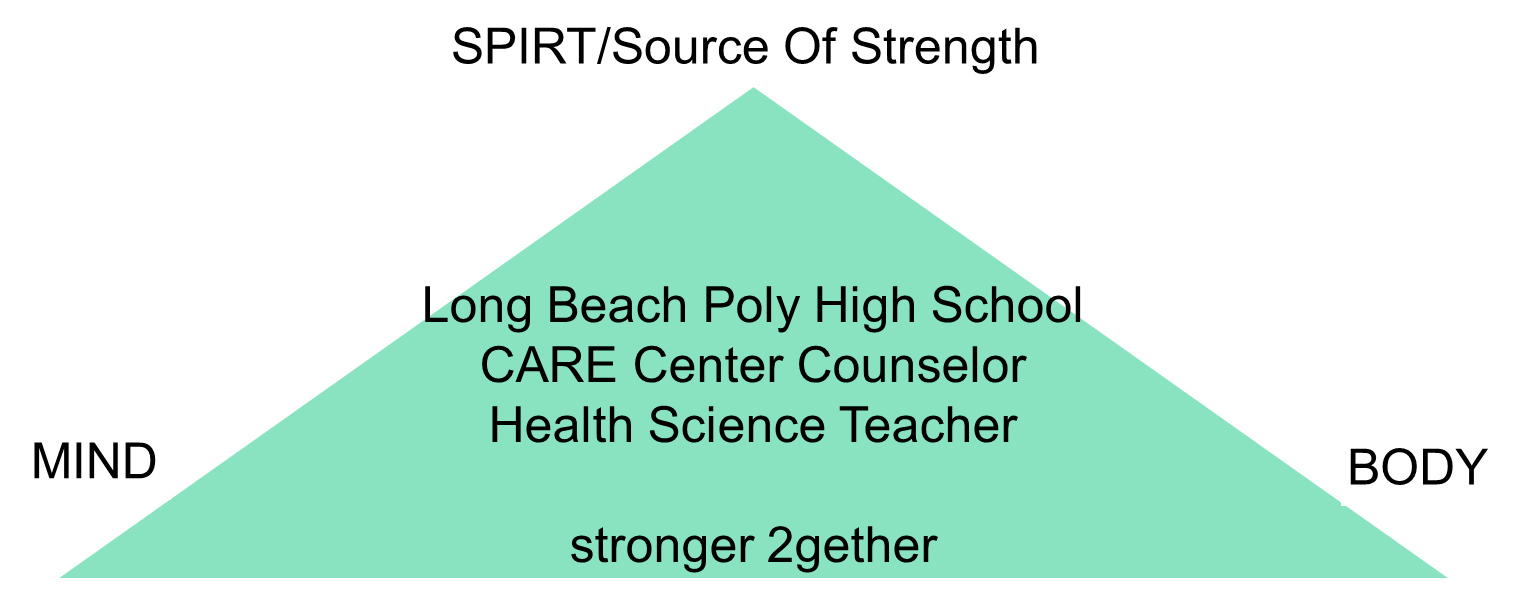 SPIRT/Source Of Strength
Long Beach Poly High School
CARE Center Counselor
Health Science Teacher
MIND
BODY
stronger 2gether